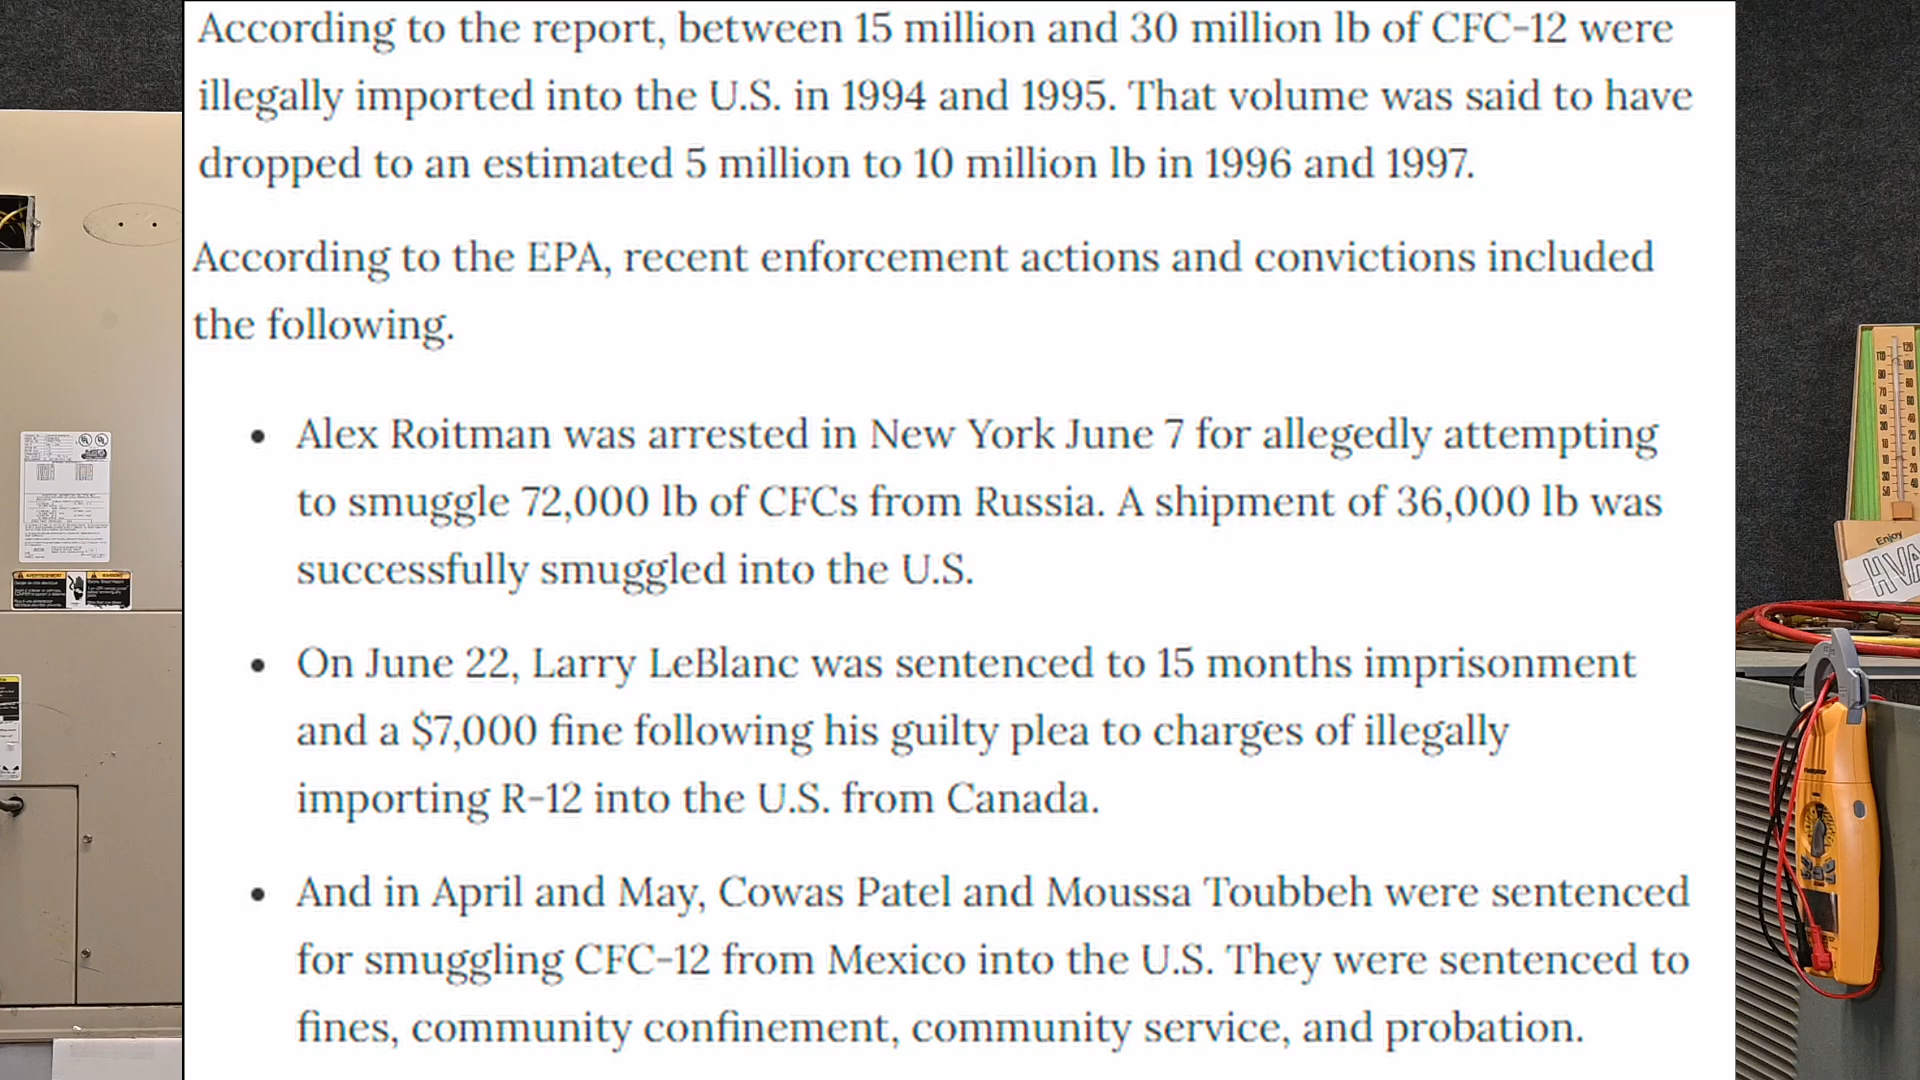 According to the report, between 15 million and 30 million lb of CFC-12 were
illegally imported into the U.S. in 1994 and 1995. That volume was said to have
dropped to an estimated 5 million to 10 million lb in 1996 and 1997.
According to the EPA, recent enforcement actions and convictions included
the following.
• Alex Roitman was arrested in New York June 7 for allegedly attempting
to smuggle 72,000 lb of CFCs from Russia. A shipment of 36,000 lb was
successfully smuggled into the U.S.
• On June 22, Larry LeBlanc was sentenced to 15 months imprisonment
and a $7,000 fine following his guilty plea to charges of illegally
importing R-12 into the U.S. from Canada.
• And in April and May, Cowas Patel and Moussa Toubbeh were sentenced
for smuggling CFC-12 from Mexico into the U.S. They were sentenced to
fines, community confinement, community service, and probation.
Enjoy